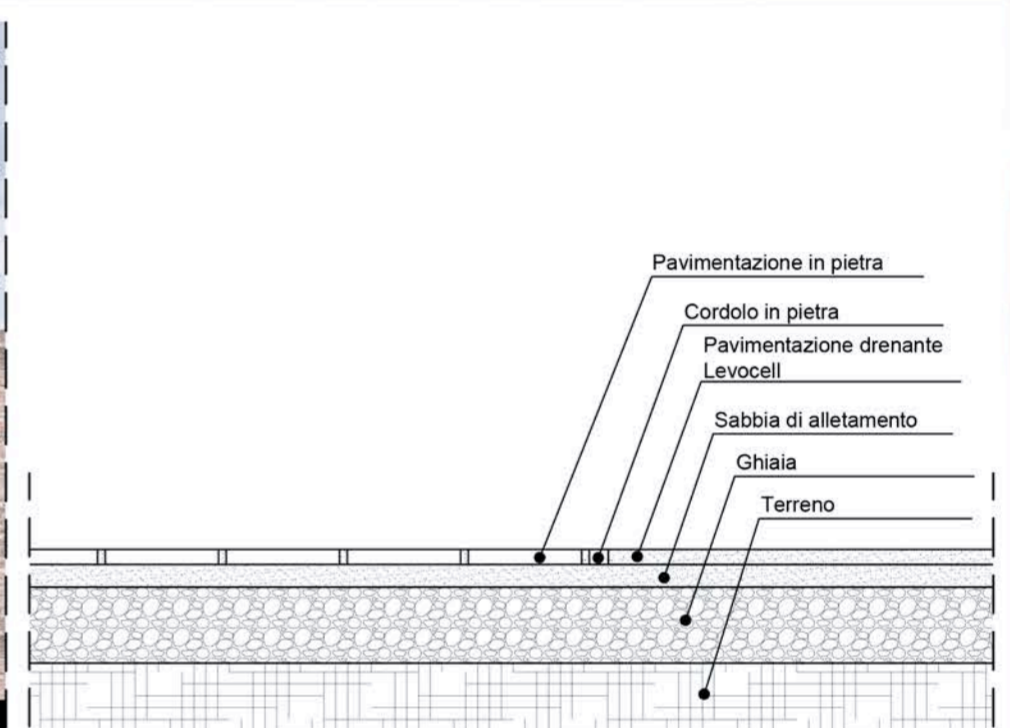 Pavimentazione in pietra
Cordolo in pietra
Pavimentazione drenante
Levocell
Sabbia di alletamento
Ghiaia
Terreno